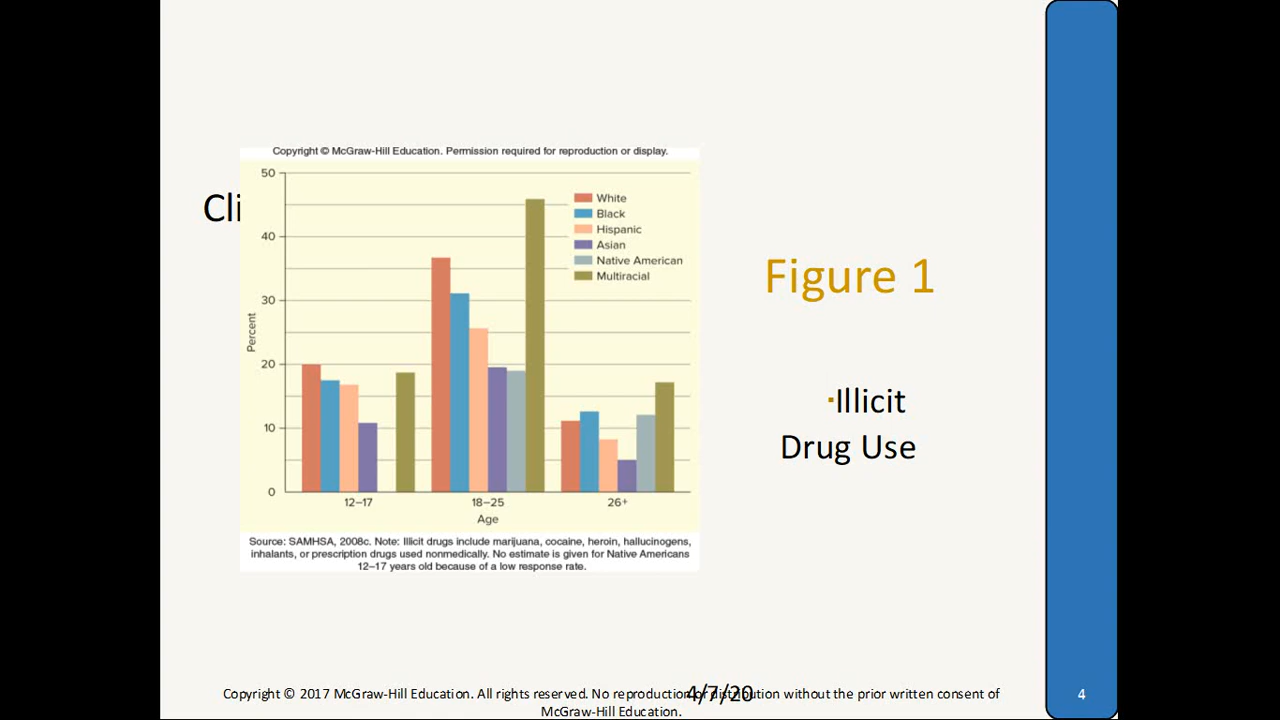 Copyright © McGraw-Hill Education. Permission required for reproduction or display.
Cli
50
40
30
20
10
0
Percent
White
Black
Hispanic
Asian
Native American
Multiracial
12–17
18–25
26+
Age
Source: SAMHSA, 2008c. Note: Illicit drugs include marijuana, cocaine, heroin, hallucinogens,
inhalants, or prescription drugs used nonmedically. No estimate is given for Native Americans
12–17 years old because of a low response rate.
Figure 1
▪Illicit
Drug Use
Copyright © 2017 McGraw-Hill Education. All rights reserved. No reproduction or distribution without the prior written consent of
McGraw-Hill Education.
4/7/20
4